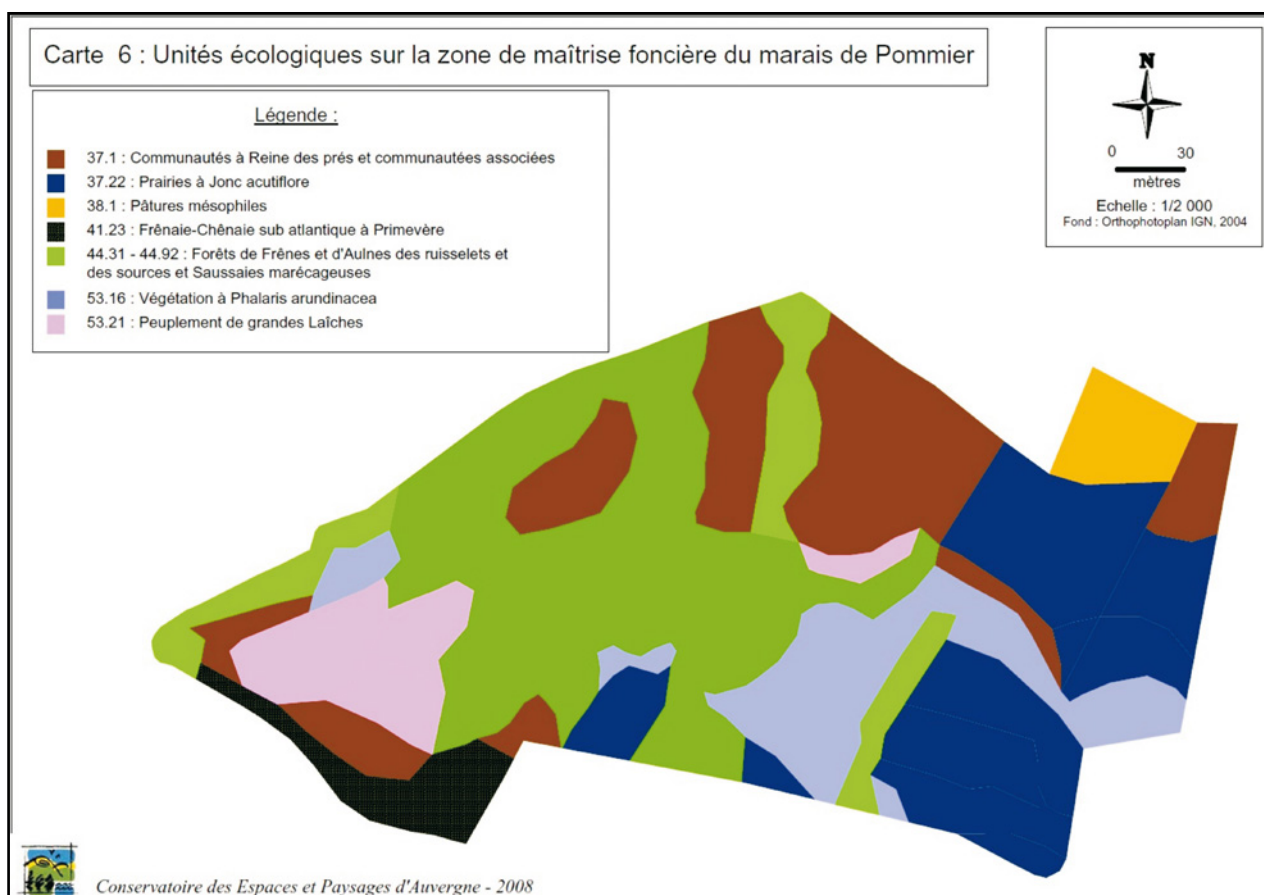 Carte 6 : Unités écologiques sur la zone de maîtrise foncière du marais de Pommier
N
0 30
mètres
Echelle : 1/2 000
Fond : Orthophotoplan IGN, 2004
Légende :
37.1 : Communautés à Reine des prés et communautées associées
37.22 : Prairies à Jonc acutiflore
38.1 : Pâtures mésophiles
41.23 : Frênaie-Chênaie sub atlantique à Primevère
44.31 - 44.92 : Forêts de Frênes et d'Aulnes des ruisselets et
des sources et Saussaies marécageuses
53.16 : Végétation à Phalaris arundinacea
53.21 : Peuplement de grandes Laîches
Conservatoire des Espaces et Paysages d'Auvergne - 2008